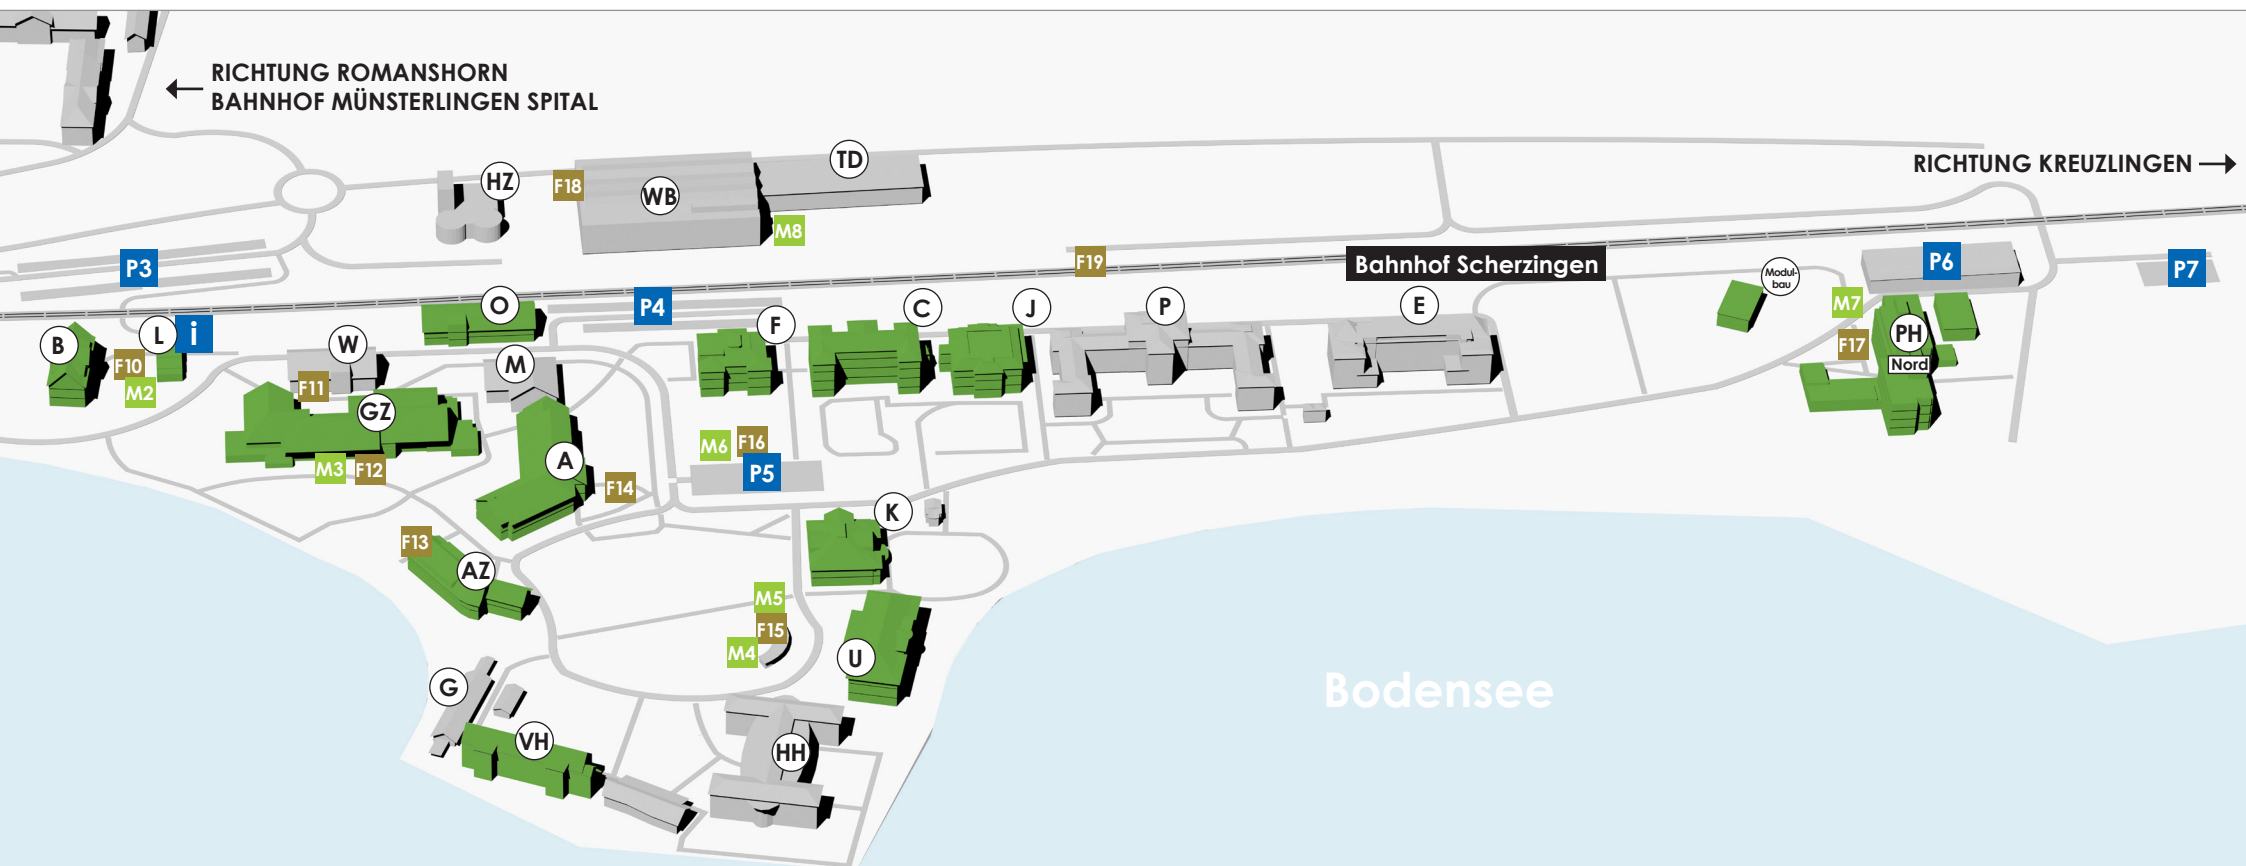 RICHTUNG ROMANSHORN
BAHNHOF MÜNSTERLINGEN SPITAL
TD
RICHTUNG KREUZLINGEN
HZ
F18
WB
M8
P3
F19
Bahnhof Scherzingen
Modul-
bau
P6
P7
O
P4
F
C
J
P
E
M7
B
L
i
W
M
F10
M2
F11
GZ
F17
PH
Nord
M3
F12
A
F14
M6
F16
P5
K
F13
AZ
M5
F15
M4
U
G
VH
HH
Bodensee